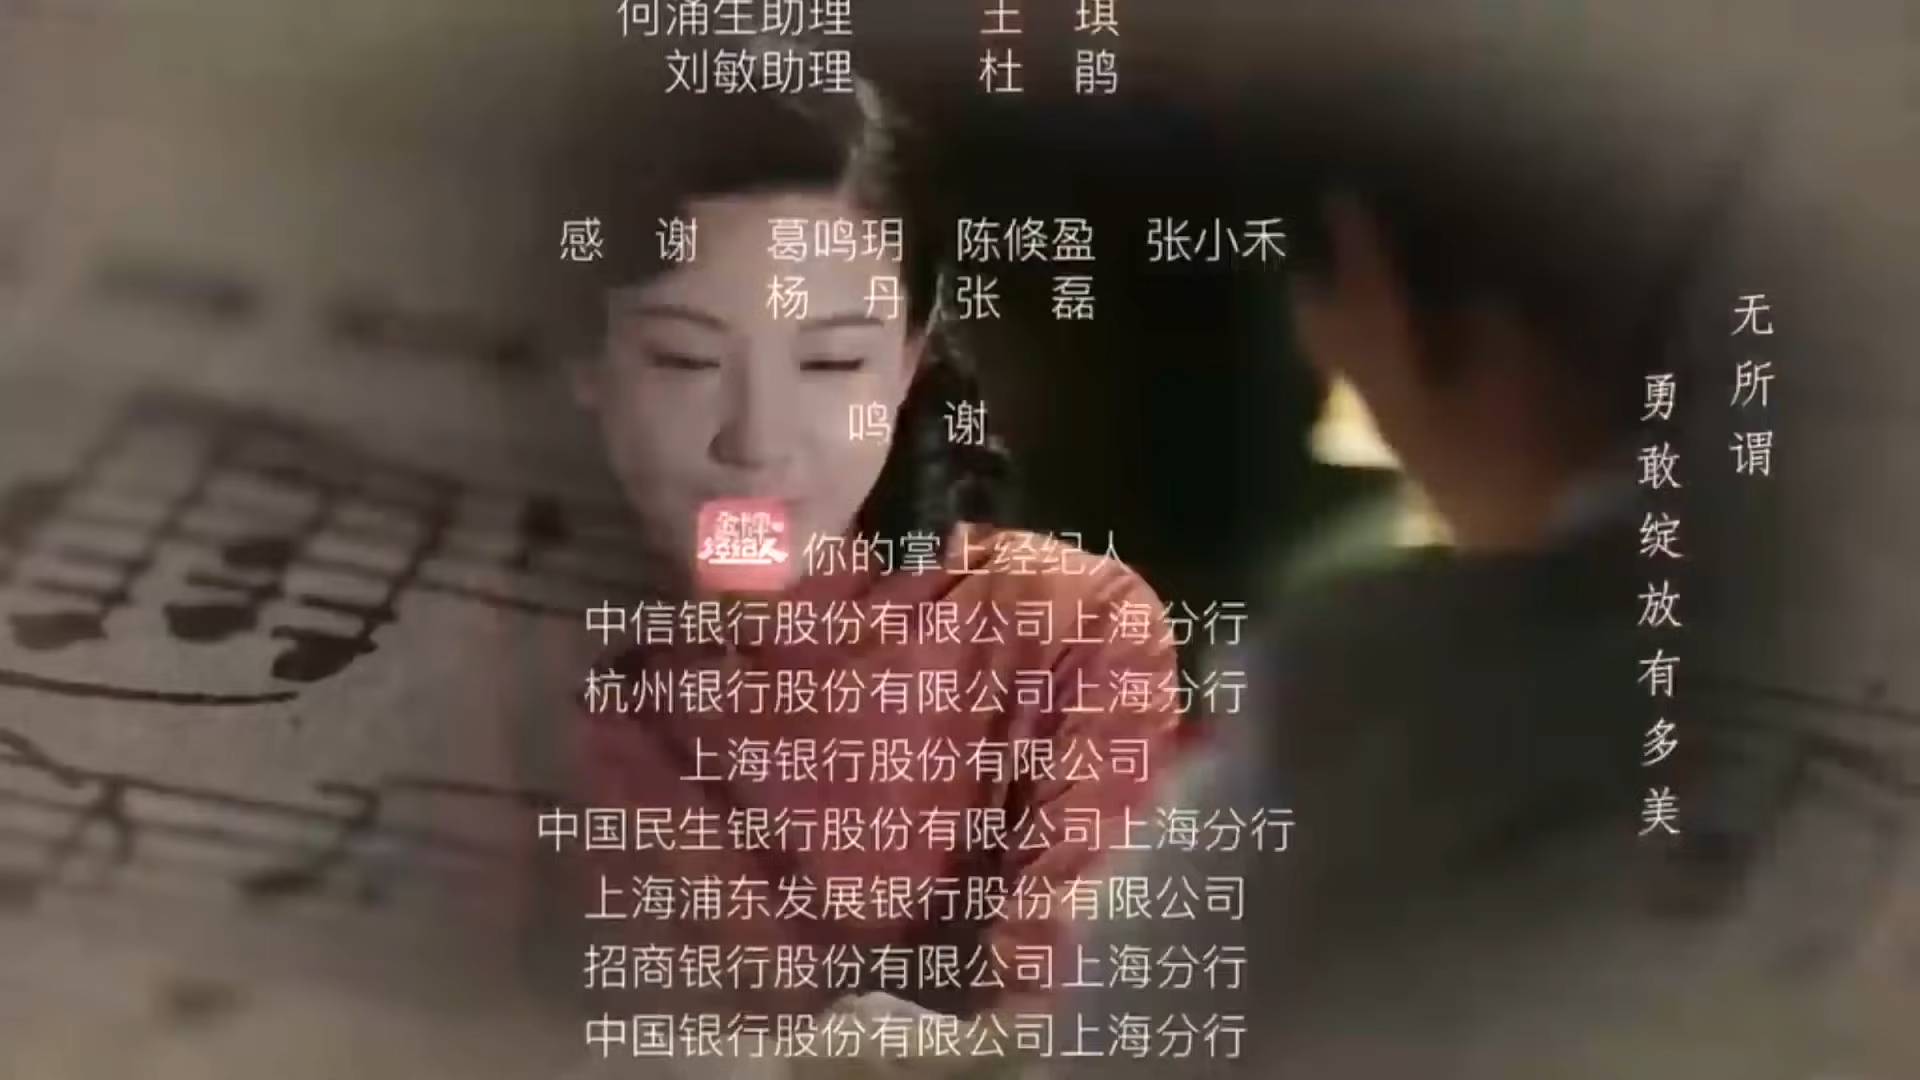 何涌生助理 王 琪
刘敏助理 杜 鹃
感 谢 葛鸣玥 陈倏盈 张小禾
杨 丹 张 磊
鸣 谢
金牌经纪人 你的掌上经纪人
中信银行股份有限公司上海分行
杭州银行股份有限公司上海分行
上海银行股份有限公司
中国民生银行股份有限公司上海分行
上海浦东发展银行股份有限公司
招商银行股份有限公司上海分行
中国银行股份有限公司上海分行
无所谓
勇敢绽放有多美